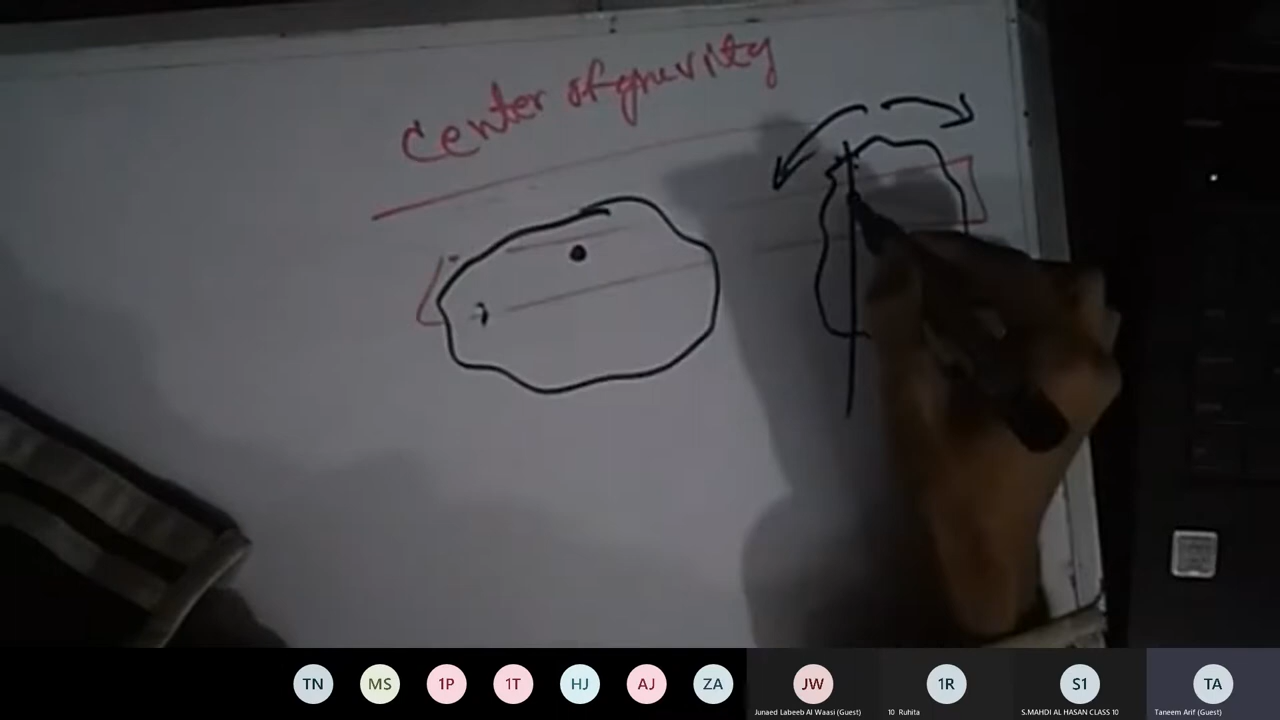 Center of gravity
TN MS 1P 1T HJ AJ ZA JW 1R S1 TA
Junaed Labeeb Al Waasi (Guest) 10 Ruhita S.MAHDI AL HASAN CLASS 10 Taneem Arif (Guest)